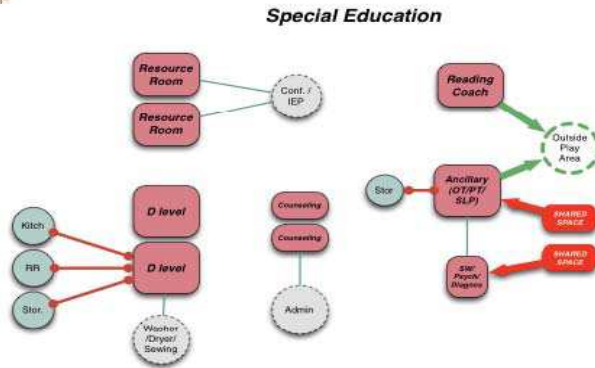 Special Education
Resource
Room
Resource
Room
Conf. /
IEP
Reading
Coach
Outside
Play
Area
Ancillary
(OT/PT/
SLP)
Stor
SHARED
SPACE
SHARED
SPACE
SW/
Psych/
Diagnos
D level
D level
Kitch
RR
Stor.
Washer
/Dryer/
Sewing
Counseling
Counseling
Admin